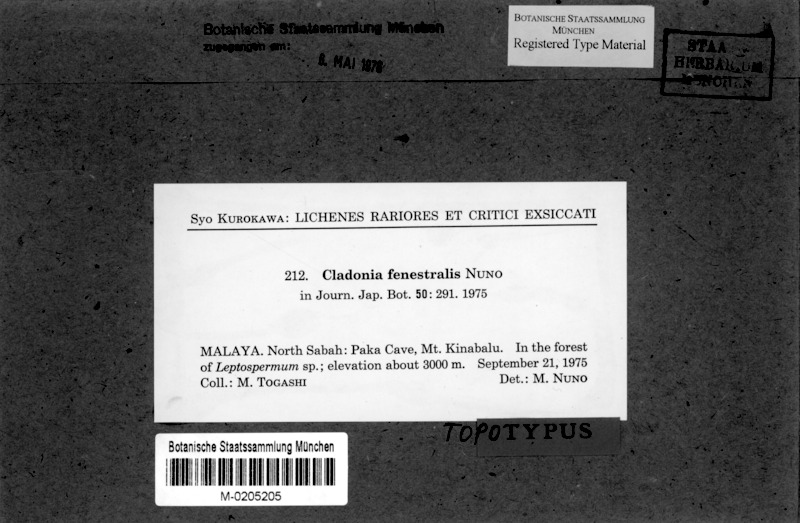 Botanische Staatssammlung München
zugegangen am:
8. MAI 1978
BOTANISCHE STAATSSAMMLUNG
MÜNCHEN
Registered Type Material
HERBARIUM
MÜNCHEN
Syo KUROKAWA: LICHENES RARIORES ET CRITICI EXSICCATI
212. Cladonia fenestralis NUNO
in Journ. Jap. Bot. 50: 291. 1975
MALAYA. North Sabah: Paka Cave, Mt. Kinabalu. In the forest
of Leptospermum sp.; elevation about 3000 m. September 21, 1975
Coll.: M. TOGASHI Det.: M. NUNO
TOPOTYPUS
Botanische Staatssammlung München
M-0205205